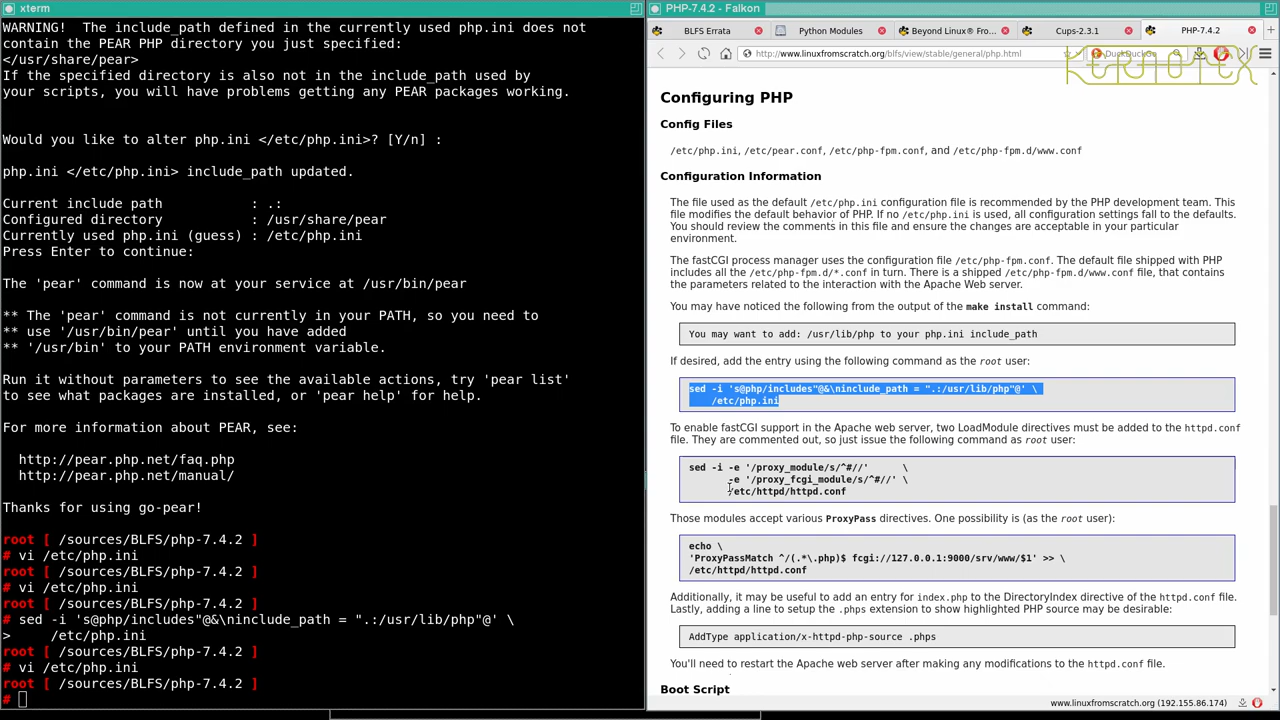 xterm
WARNING!  The include_path defined in the currently used php.ini does not
contain the PEAR PHP directory you just specified:
</usr/share/pear>
If the specified directory is also not in the include_path used by
your scripts, you will have problems getting any PEAR packages working.
Would you like to alter php.ini </etc/php.ini>? [Y/n] :
php.ini </etc/php.ini> include_path updated.
Current include path           : .:
Configured directory           : /usr/share/pear
Currently used php.ini (guess) : /etc/php.ini
Press Enter to continue:
The 'pear' command is now at your service at /usr/bin/pear
** The 'pear' command is not currently in your PATH, so you need to
** use '/usr/bin/pear' until you have added
** '/usr/bin' to your PATH environment variable.
Run it without parameters to see the available actions, try 'pear list'
to see what packages are installed, or 'pear help' for help.
For more information about PEAR, see:
http://pear.php.net/faq.php
http://pear.php.net/manual/
Thanks for using go-pear!
root [ /sources/BLFS/php-7.4.2 ]
# vi /etc/php.ini
root [ /sources/BLFS/php-7.4.2 ]
# vi /etc/php.ini
root [ /sources/BLFS/php-7.4.2 ]
# sed -i 's@php/includes"@&\ninclude_path = ".:/usr/lib/php"@' \
>     /etc/php.ini
root [ /sources/BLFS/php-7.4.2 ]
# vi /etc/php.ini
root [ /sources/BLFS/php-7.4.2 ]
#
PHP-7.4.2 - Falkon
BLFS Errata
Python Modules
Beyond Linux® Fro...
Cups-2.3.1
PHP-7.4.2
http://www.linuxfromscratch.org/blfs/view/stable/general/php.html
DuckDuckGo
KERNOTEX
Configuring PHP
Config Files
/etc/php.ini, /etc/pear.conf, /etc/php-fpm.conf, and /etc/php-fpm.d/www.conf
Configuration Information
The file used as the default /etc/php.ini configuration file is recommended by the PHP development team. This
file modifies the default behavior of PHP. If no /etc/php.ini is used, all configuration settings fall to the defaults.
You should review the comments in this file and ensure the changes are acceptable in your particular
environment.
The fastCGI process manager uses the configuration file /etc/php-fpm.conf. The default file shipped with PHP
includes all the /etc/php-fpm.d/*.conf in turn. There is a shipped /etc/php-fpm.d/www.conf file, that contains
the parameters related to the interaction with the Apache Web server.
You may have noticed the following from the output of the make install command:
You may want to add: /usr/lib/php to your php.ini include_path
If desired, add the entry using the following command as the root user:
sed -i 's@php/includes"@&\ninclude_path = ".:/usr/lib/php"@' \
/etc/php.ini
To enable fastCGI support in the Apache web server, two LoadModule directives must be added to the httpd.conf
file. They are commented out, so just issue the following command as root user:
sed -i -e '/proxy_module/s/^#//'      \
-e '/proxy_fcgi_module/s/^#//' \
/etc/httpd/httpd.conf
Those modules accept various ProxyPass directives. One possibility is (as the root user):
echo \
'ProxyPassMatch ^/(.*\.php)$ fcgi://127.0.0.1:9000/srv/www/$1' >> \
/etc/httpd/httpd.conf
Additionally, it may be useful to add an entry for index.php to the DirectoryIndex directive of the httpd.conf file.
Lastly, adding a line to setup the .phps extension to show highlighted PHP source may be desirable:
AddType application/x-httpd-php-source .phps
You'll need to restart the Apache web server after making any modifications to the httpd.conf file.
Boot Script
www.linuxfromscratch.org (192.155.86.174)